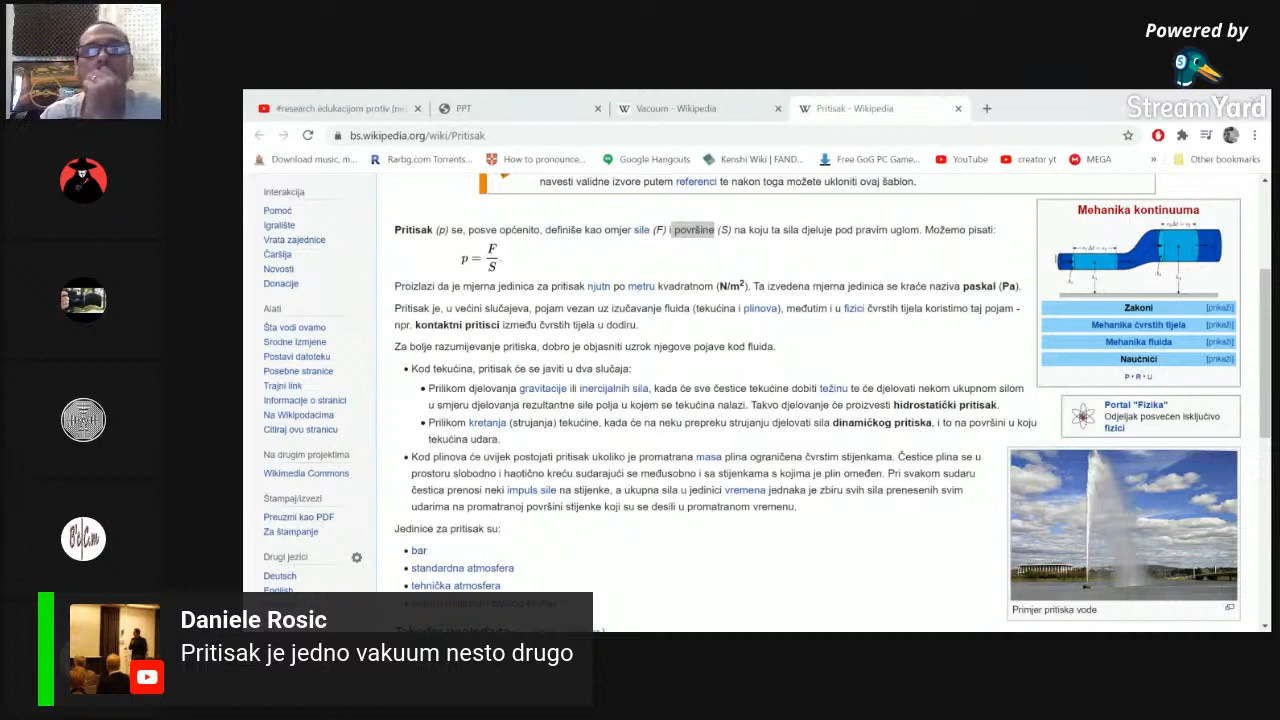 Powered by
StreamYard
#research edukacijom protiv (ne
PPT
Vacuum - Wikipedia
Pritisak - Wikipedia
bs.wikipedia.org/wiki/Pritisak
Download music, m...
Rarbg.com Torrents...
How to pronounce...
Google Hangouts
Kenshi Wiki | FAND...
Free GoG PC Game...
YouTube
creator yt
MEGA
Other bookmarks
Interakcija
Pomoć
Igralište
Vrata zajednice
Čaršija
Novosti
Donacije
Alati
Šta vodi ovamo
Srodne izmjene
Postavi datoteku
Posebne stranice
Trajni link
Informacije o stranici
Na Wikipodacima
Citiraj ovu stranicu
Na drugim projektima
Wikimedia Commons
Štampaj/izvezi
Preuzmi kao PDF
Za štampanje
Drugi jezici
Deutsch
English
navesti validne izvore putem referenci te nakon toga možete ukloniti ovaj šablon.
Pritisak (p) se, posve općenito, definiše kao omjer sile (F) i površine (S) na koju ta sila djeluje pod pravim uglom. Možemo pisati:
p = F/S.
Proizlazi da je mjerna jedinica za pritisak njutn po metru kvadratnom (N/m²). Ta izvedena mjerna jedinica se kraće naziva paskal (Pa).
Pritisak je, u većini slučajeva, pojam vezan uz izučavanje fluida (tekućina i plinova), međutim i u fizici čvrstih tijela koristimo taj pojam -
npr. kontaktni pritisci između čvrstih tijela u dodiru.
Za bolje razumijevanje pritiska, dobro je objasniti uzrok njegove pojave kod fluida.
• Kod tekućina, pritisak će se javiti u dva slučaja:
• Prilikom djelovanja gravitacije ili inercijalnih sila, kada će sve čestice tekućine dobiti težinu te će djelovati nekom ukupnom silom
u smjeru djelovanja rezultantne sile polja u kojem se tekućina nalazi. Takvo djelovanje će proizvesti hidrostatički pritisak.
• Prilikom kretanja (strujanja) tekućine, kada će na neku prepreku strujanju djelovati sila dinamičkog pritiska, i to na površini u koju
tekućina udara.
• Kod plinova će uvijek postojati pritisak ukoliko je promatrana masa plina ograničena čvrstim stijenkama. Čestice plina se u
prostoru slobodno i haotično kreću sudarajući se međusobno i sa stijenkama s kojima je plin omeđen. Pri svakom sudaru
čestica prenosi neki impuls sile na stijenke, a ukupna sila u jedinici vremena jednaka je zbiru svih sila prenesenih svim
udarima na promatranoj površini stijenke koji su se desili u promatranom vremenu.
Jedinice za pritisak su:
• bar
• standardna atmosfera
• tehnička atmosfera
Mehanika kontinuuma
Zakoni [prikaži]
Mehanika čvrstih tijela [prikaži]
Mehanika fluida [prikaži]
Naučnici [prikaži]
P • R • U
Portal "Fizika"
Odjeljak posvećen isključivo
fizici
Primjer pritiska vode
Daniele Rosic
Pritisak je jedno vakuum nesto drugo